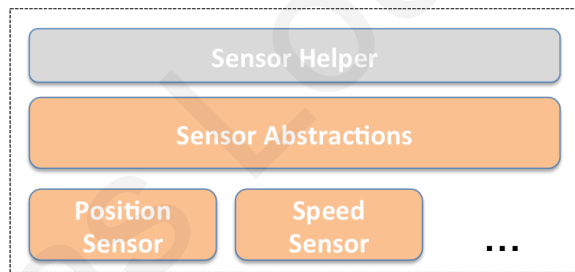 Sensor Helper
Sensor Abstractions
Position
Sensor
Speed
Sensor
...